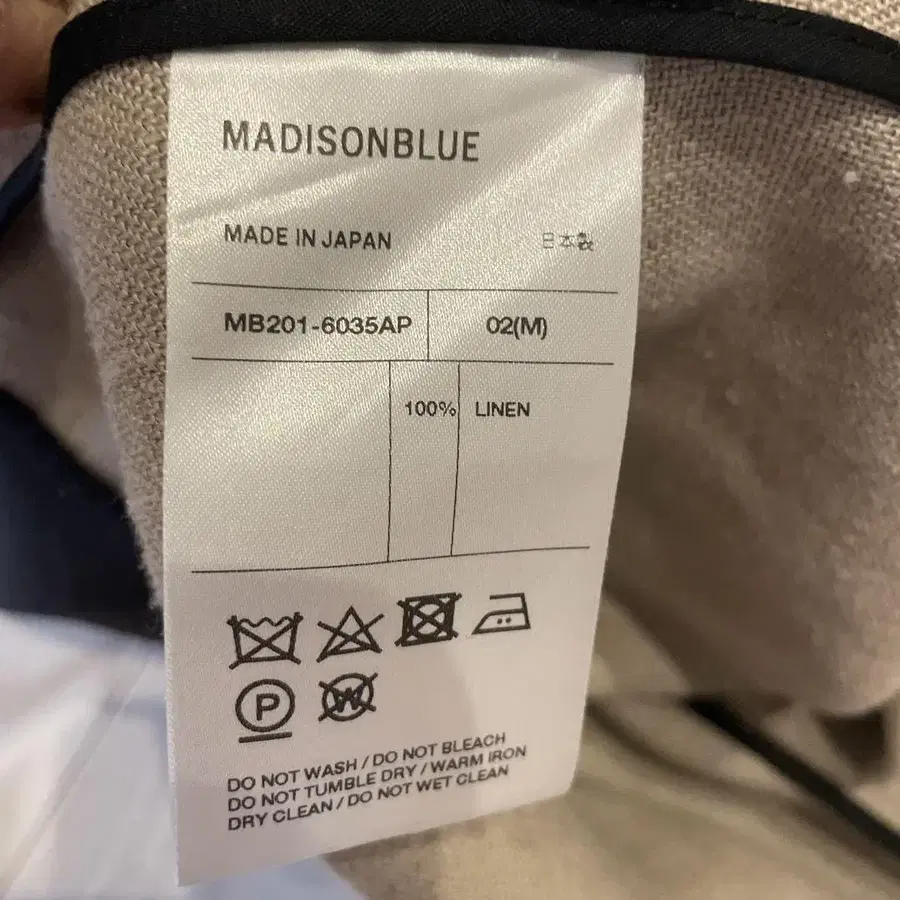 MADISONBLUE
MADE IN JAPAN 日本製
MB201-6035AP 02(M)
100% LINEN
P W
DO NOT WASH / DO NOT BLEACH
DO NOT TUMBLE DRY / WARM IRON
DRY CLEAN / DO NOT WET CLEAN